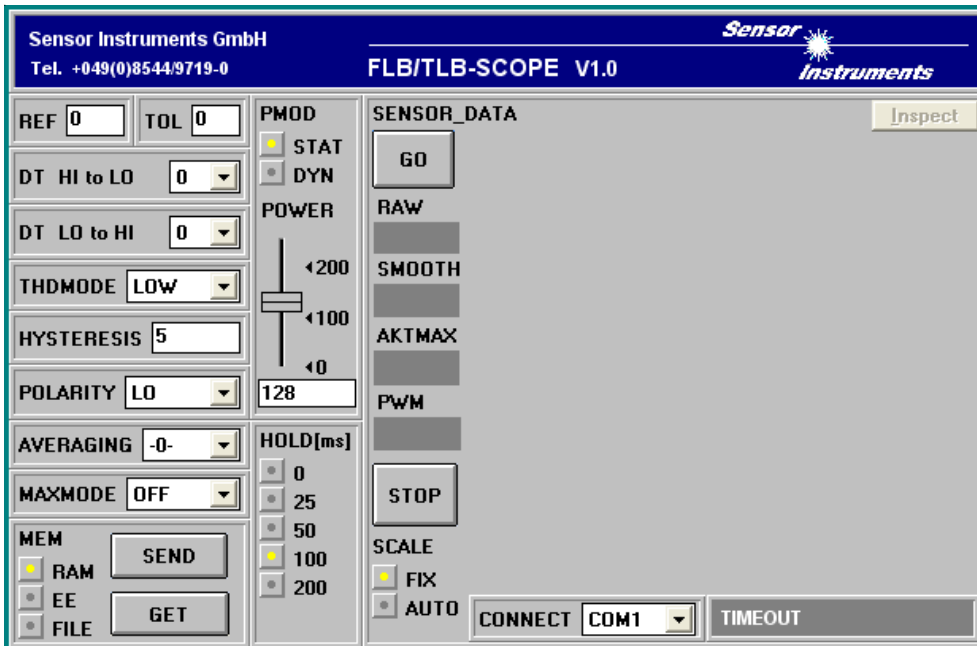 Sensor Instruments GmbH
Tel. +049(0)8544/9719-0
FLB/TLB-SCOPE V1.0
Sensor
Instruments
REF 0
TOL 0
DT HI to LO 0
DT LO to HI 0
THDMODE LOW
HYSTERESIS 5
POLARITY LO
AVERAGING -0-
MAXMODE OFF
MEM
RAM
EE
FILE
SEND
GET
PMOD
STAT
DYN
POWER
200
100
0
128
HOLD[ms]
0
25
50
100
200
SENSOR_DATA
GO
RAW
SMOOTH
AKTMAX
PWM
STOP
SCALE
FIX
AUTO
Inspect
CONNECT COM1
TIMEOUT